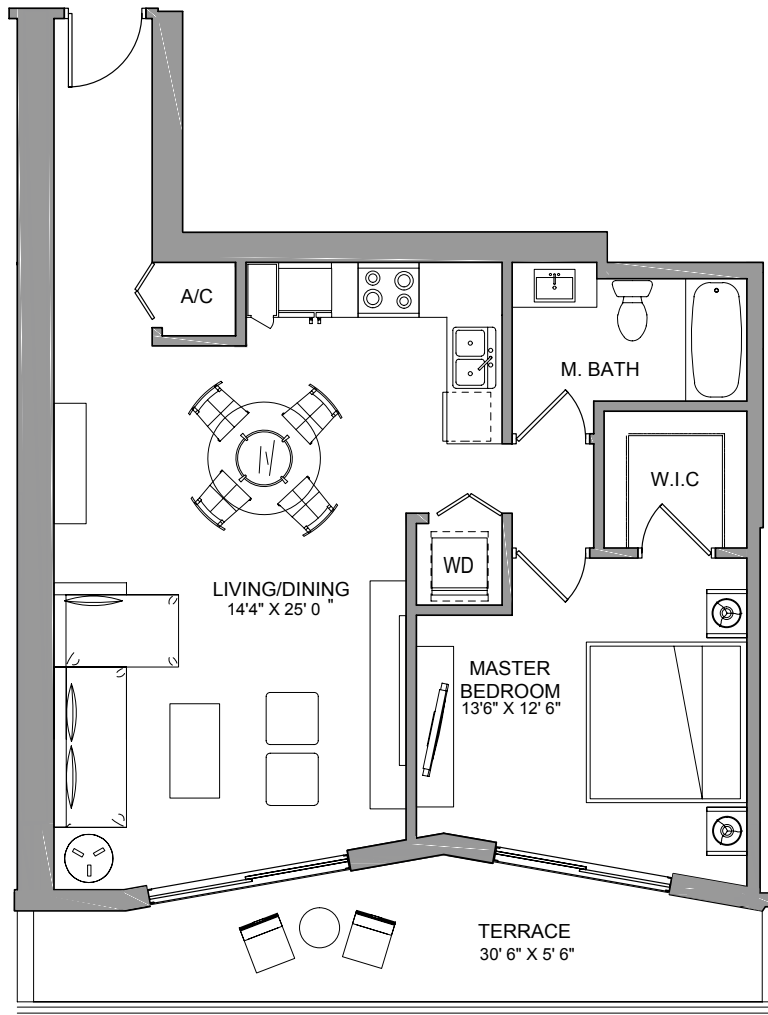 A/C
M. BATH
W.I.C
WD
LIVING/DINING
14'4" X 25' 0 "
MASTER
BEDROOM
13'6" X 12' 6"
TERRACE
30' 6" X 5' 6"